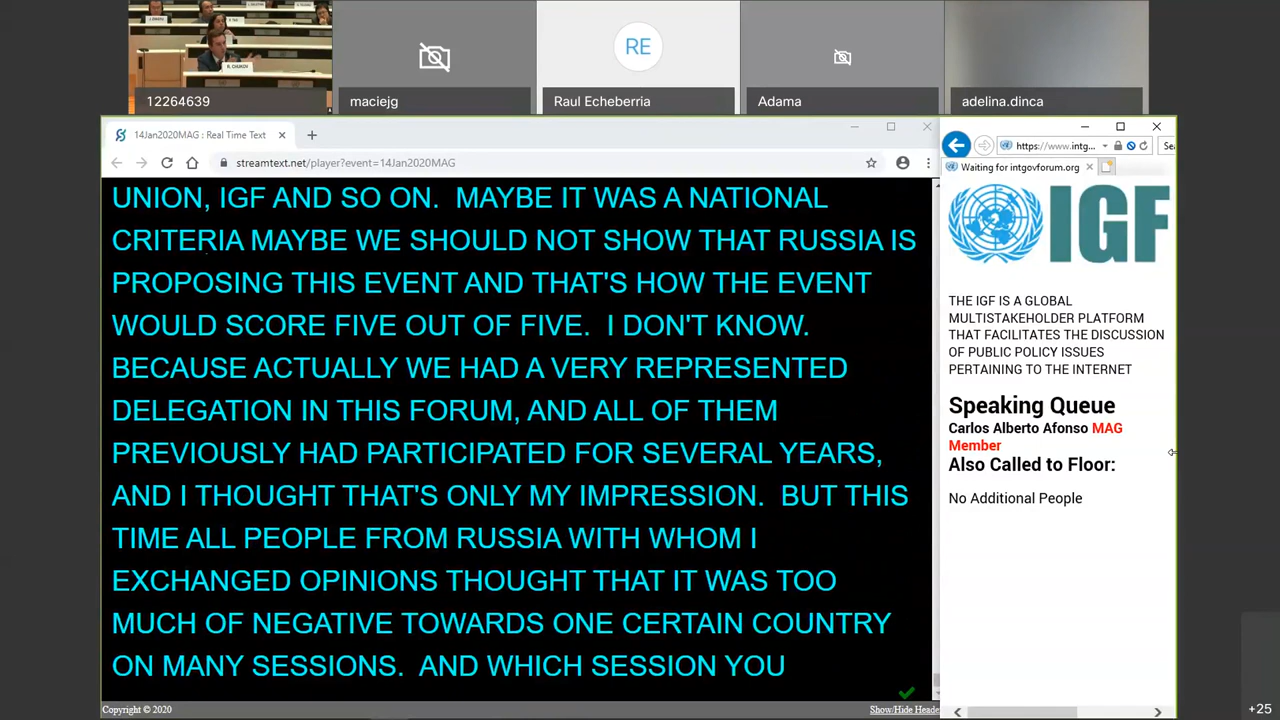 R. CHUKOV
12264639
maciejg
RE
Raul Echeberria
Adama
adelina.dinca
14Jan2020MAG : Real Time Text
streamtext.net/player?event=14Jan2020MAG
UNION, IGF AND SO ON. MAYBE IT WAS A NATIONAL
CRITERIA MAYBE WE SHOULD NOT SHOW THAT RUSSIA IS
PROPOSING THIS EVENT AND THAT'S HOW THE EVENT
WOULD SCORE FIVE OUT OF FIVE. I DON'T KNOW.
BECAUSE ACTUALLY WE HAD A VERY REPRESENTED
DELEGATION IN THIS FORUM, AND ALL OF THEM
PREVIOUSLY HAD PARTICIPATED FOR SEVERAL YEARS,
AND I THOUGHT THAT'S ONLY MY IMPRESSION. BUT THIS
TIME ALL PEOPLE FROM RUSSIA WITH WHOM I
EXCHANGED OPINIONS THOUGHT THAT IT WAS TOO
MUCH OF NEGATIVE TOWARDS ONE CERTAIN COUNTRY
ON MANY SESSIONS. AND WHICH SESSION YOU
Copyright © 2020
Show/Hide Heade
https://www.intg...
Sea
Waiting for intgovforum.org
IGF
THE IGF IS A GLOBAL
MULTISTAKEHOLDER PLATFORM
THAT FACILITATES THE DISCUSSION
OF PUBLIC POLICY ISSUES
PERTAINING TO THE INTERNET
Speaking Queue
Carlos Alberto Afonso MAG
Member
Also Called to Floor:
No Additional People
+25